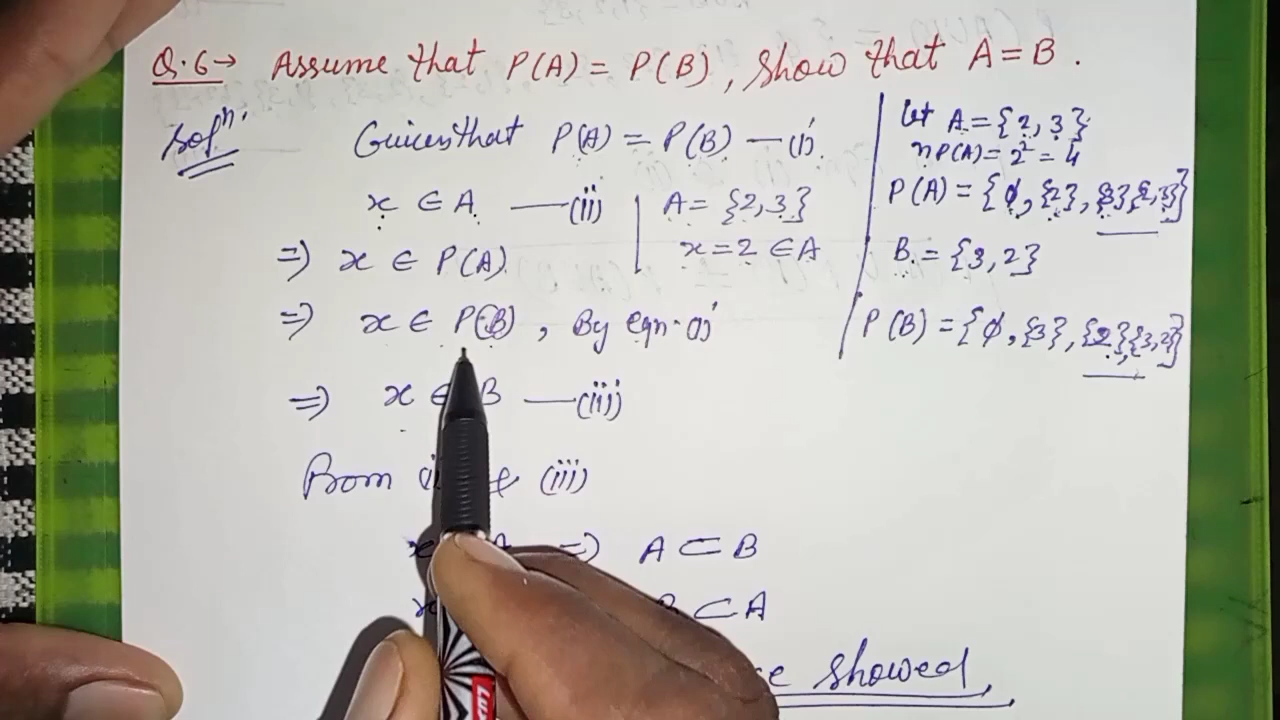 Q.6→ Assume that P(A) = P(B), Show that A = B.
Solⁿ.
Given that P(A) = P(B) —(i)
x ∈ A —(ii)
A = {2, 3}
⇒ x ∈ P(A)
x = 2 ∈ A
⇒ x ∈ P(B), By eqn.(i)
⇒ x ∈ B —(iii)
From & (iii)
⇒ A ⊂ B
⊂ A
Showed,
let A = {2, 3}
nP(A) = 2² = 4
P(A) = {φ, {2}, {3}{2,3}}
B = {3, 2}
P(B) = {φ, {3}, {2},{3,2}}